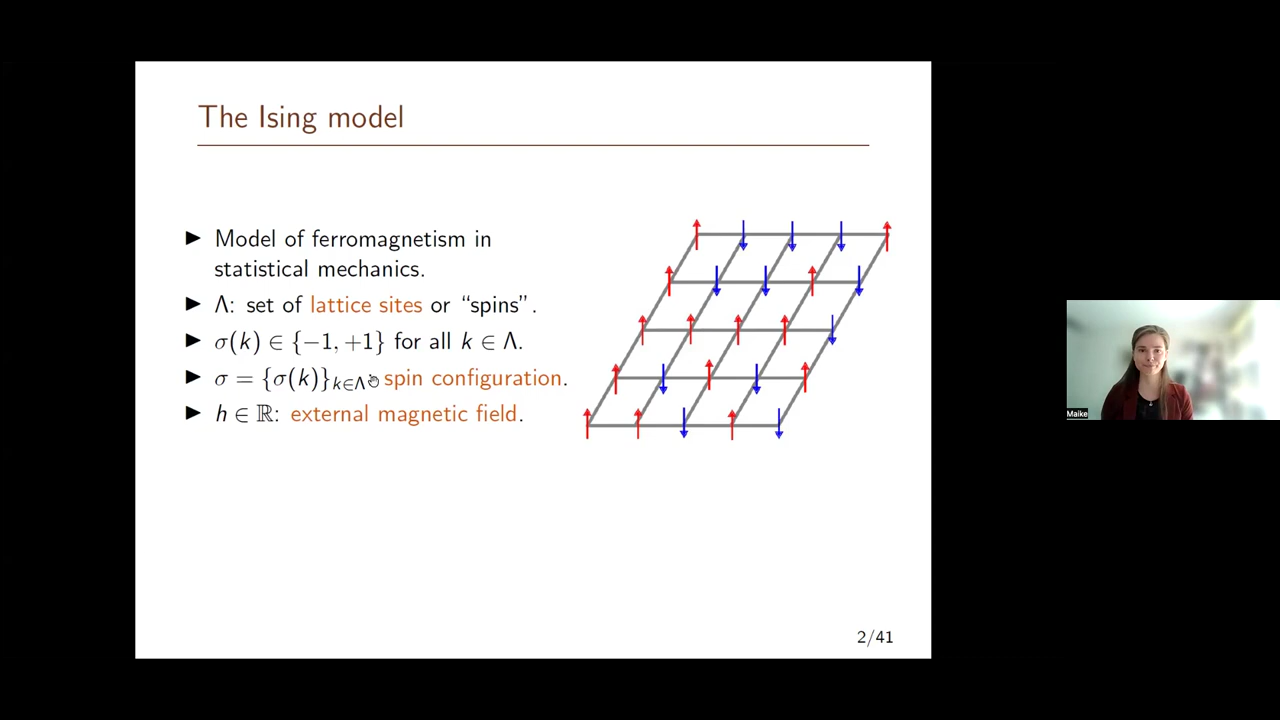 The Ising model
▶ Model of ferromagnetism in
statistical mechanics.
▶ Λ: set of lattice sites or “spins”.
▶ σ(k) ∈ {−1, +1} for all k ∈ Λ.
▶ σ = {σ(k)}k∈Λ: spin configuration.
▶ h ∈ ℝ: external magnetic field.
2/41
Maike